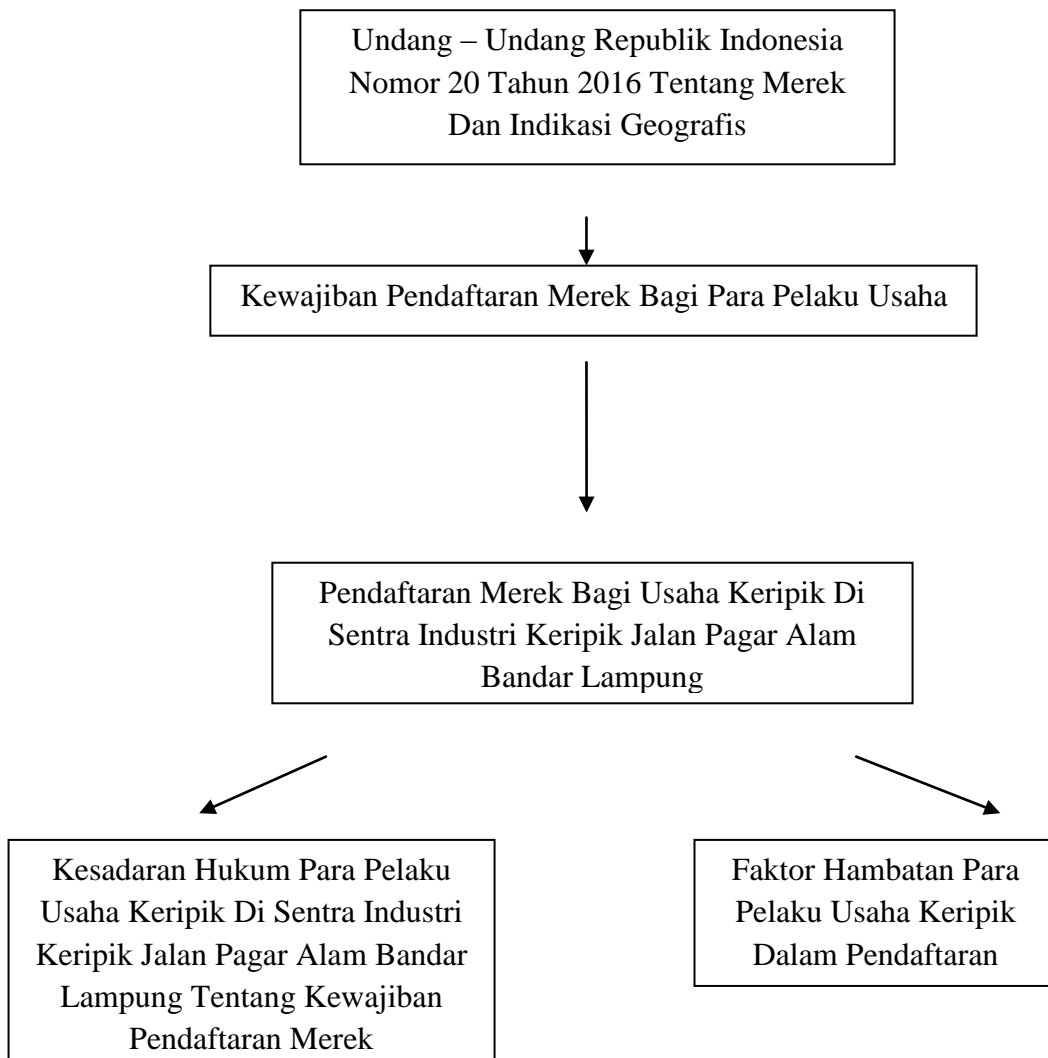 Undang – Undang Republik Indonesia
Nomor 20 Tahun 2016 Tentang Merek
Dan Indikasi Geografis
Kewajiban Pendaftaran Merek Bagi Para Pelaku Usaha
Pendaftaran Merek Bagi Usaha Keripik Di
Sentra Industri Keripik Jalan Pagar Alam
Bandar Lampung
Kesadaran Hukum Para Pelaku
Usaha Keripik Di Sentra Industri
Keripik Jalan Pagar Alam Bandar
Lampung Tentang Kewajiban
Pendaftaran Merek
Faktor Hambatan Para
Pelaku Usaha Keripik
Dalam Pendaftaran